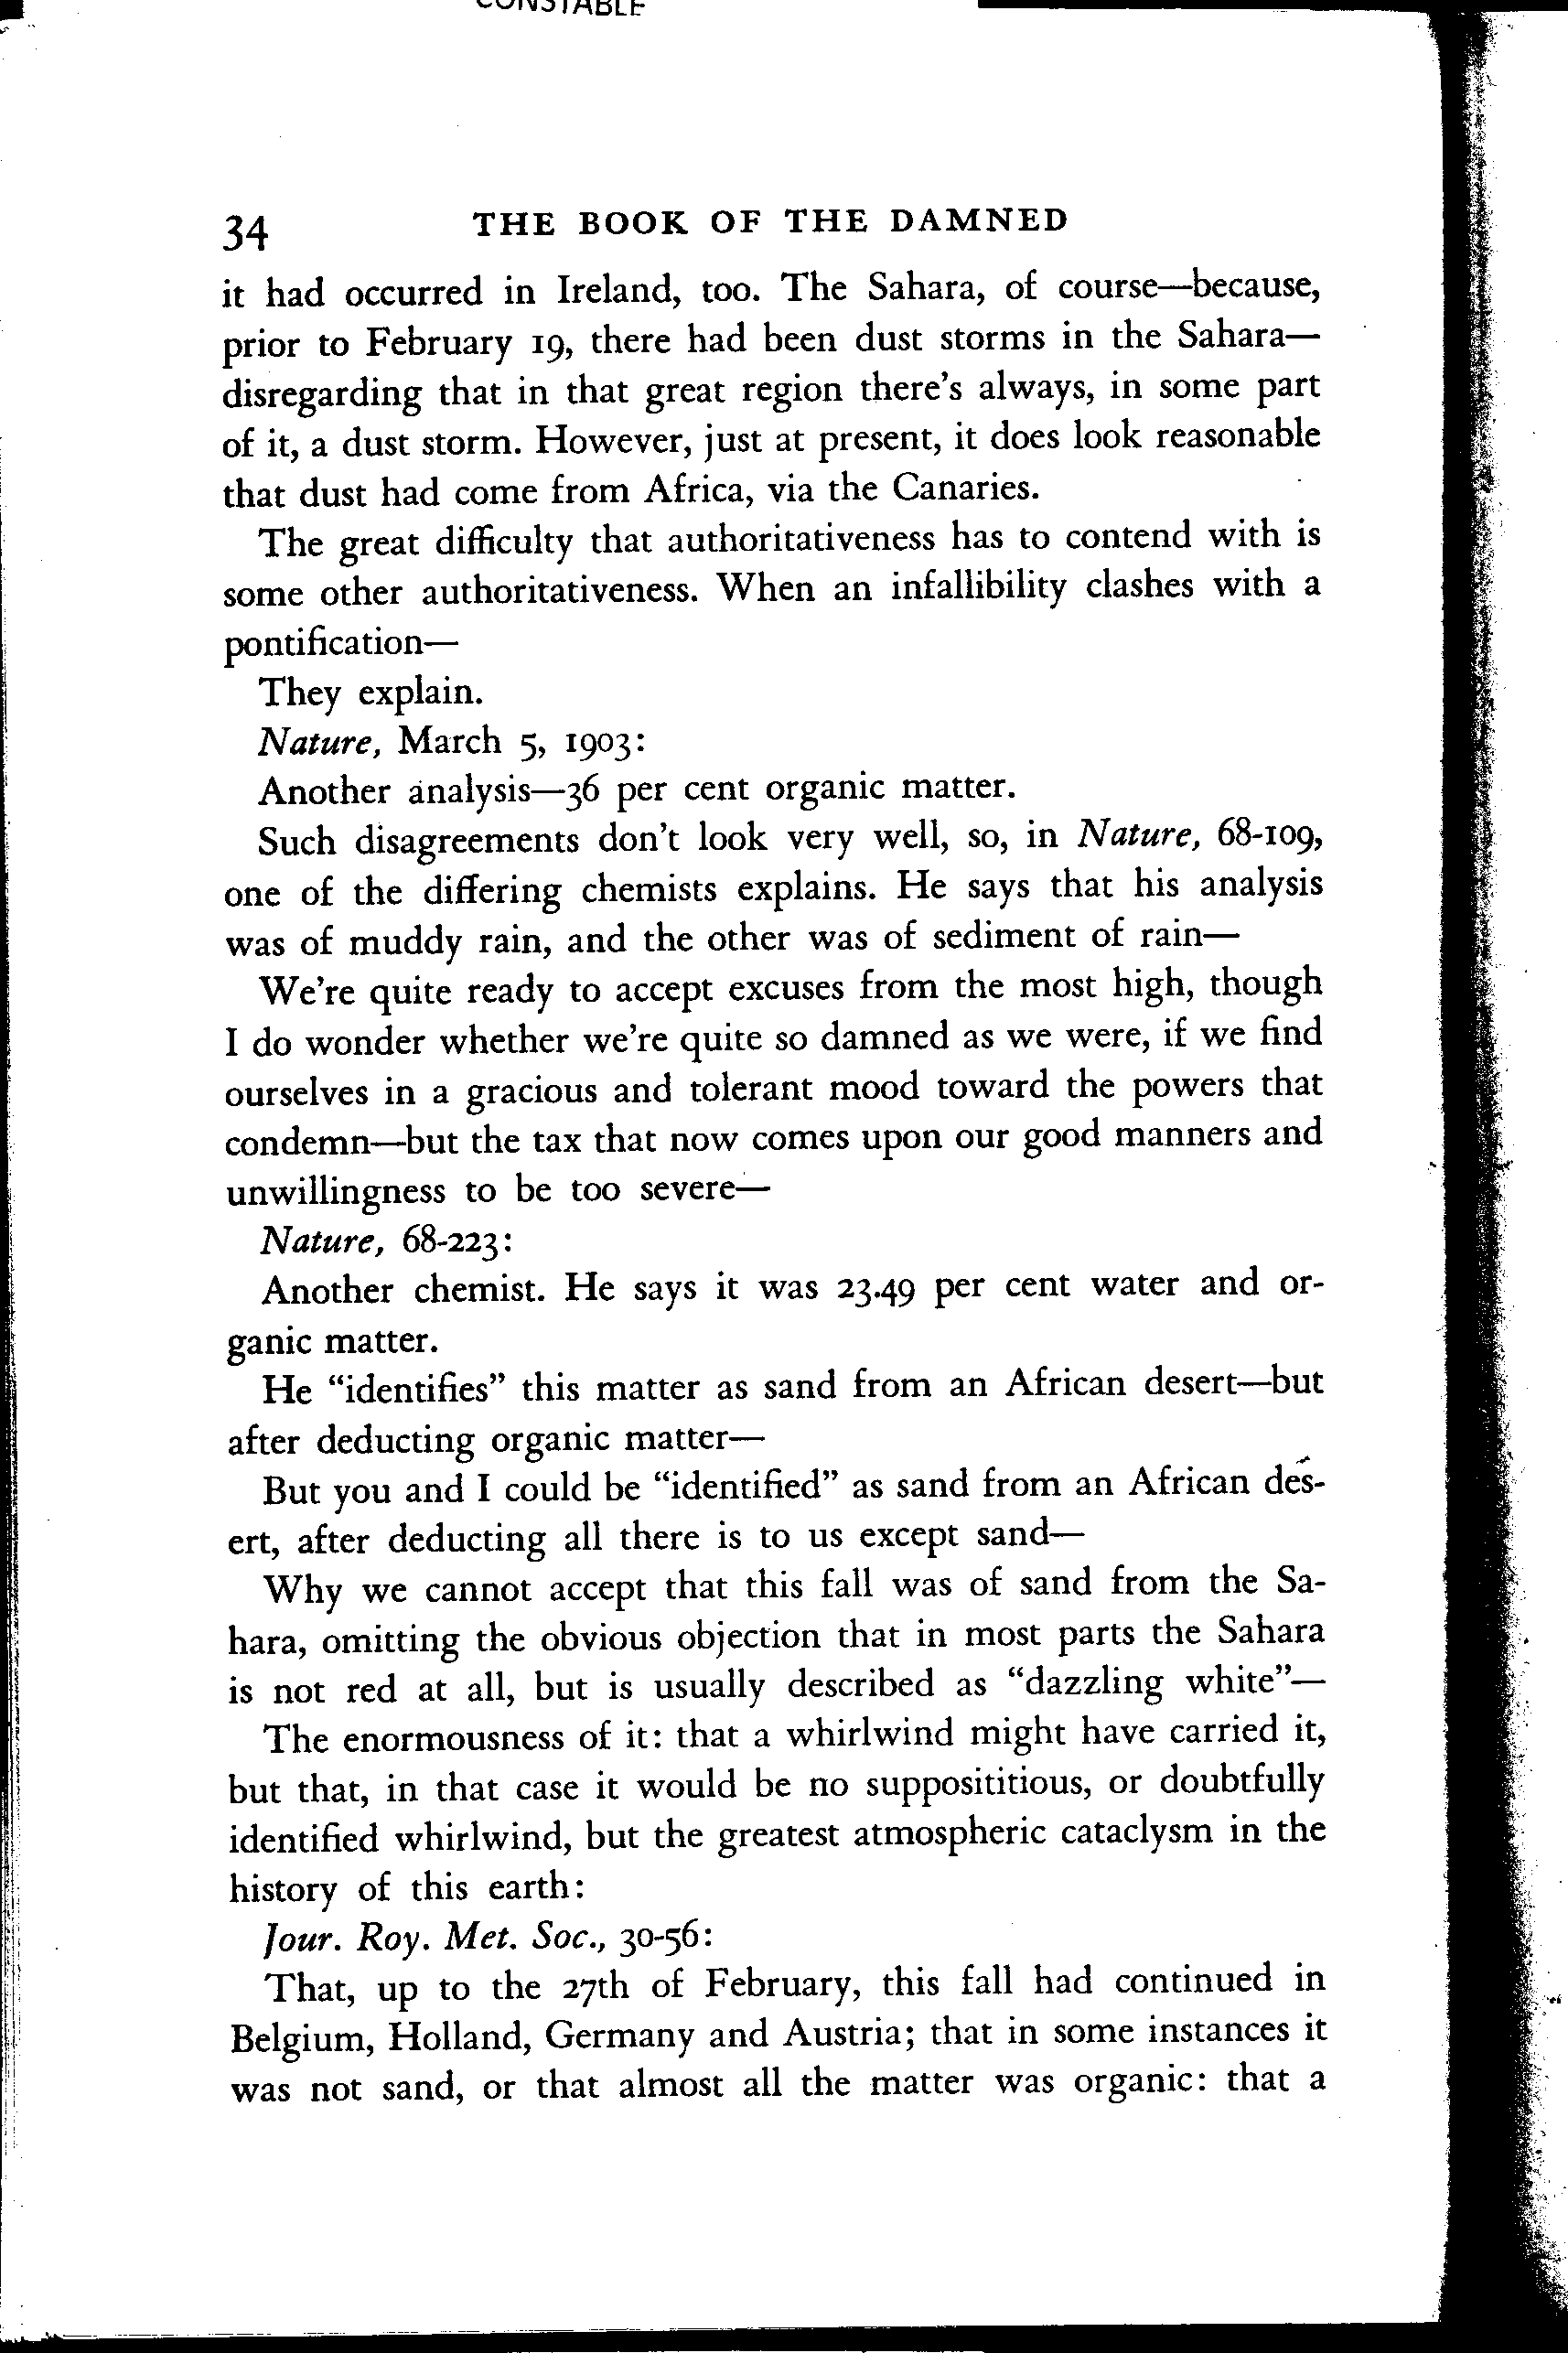 CONSTABLE
34 THE BOOK OF THE DAMNED
it had occurred in Ireland, too. The Sahara, of course—because,
prior to February 19, there had been dust storms in the Sahara—
disregarding that in that great region there's always, in some part
of it, a dust storm. However, just at present, it does look reasonable
that dust had come from Africa, via the Canaries.
The great difficulty that authoritativeness has to contend with is
some other authoritativeness. When an infallibility clashes with a
pontification—
They explain.
Nature, March 5, 1903:
Another analysis—36 per cent organic matter.
Such disagreements don't look very well, so, in Nature, 68-109,
one of the differing chemists explains. He says that his analysis
was of muddy rain, and the other was of sediment of rain—
We're quite ready to accept excuses from the most high, though
I do wonder whether we're quite so damned as we were, if we find
ourselves in a gracious and tolerant mood toward the powers that
condemn—but the tax that now comes upon our good manners and
unwillingness to be too severe—
Nature, 68-223:
Another chemist. He says it was 23.49 per cent water and or-
ganic matter.
He "identifies" this matter as sand from an African desert—but
after deducting organic matter—
But you and I could be "identified" as sand from an African des-
ert, after deducting all there is to us except sand—
Why we cannot accept that this fall was of sand from the Sa-
hara, omitting the obvious objection that in most parts the Sahara
is not red at all, but is usually described as "dazzling white"—
The enormousness of it: that a whirlwind might have carried it,
but that, in that case it would be no supposititious, or doubtfully
identified whirlwind, but the greatest atmospheric cataclysm in the
history of this earth:
Jour. Roy. Met. Soc., 30-56:
That, up to the 27th of February, this fall had continued in
Belgium, Holland, Germany and Austria; that in some instances it
was not sand, or that almost all the matter was organic: that a